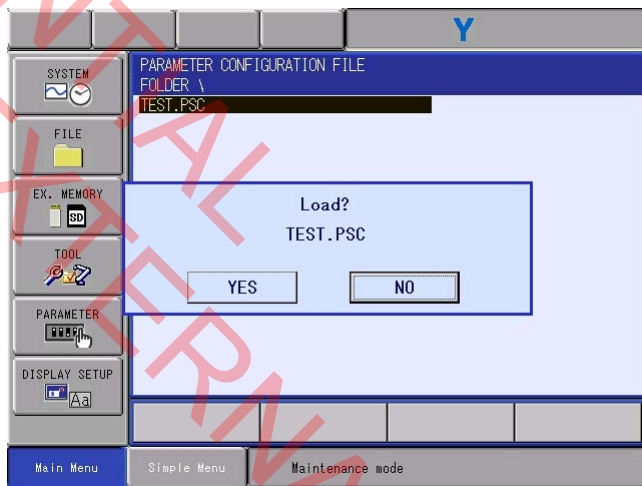 Y
SYSTEM
PARAMETER CONFIGURATION FILE
FOLDER \
TEST.PSC
FILE
EX. MEMORY
SD
Load?
TEST.PSC
TOOL
YES
NO
PARAMETER
DISPLAY SETUP
Aa
Main Menu
Simple Menu
Maintenance mode